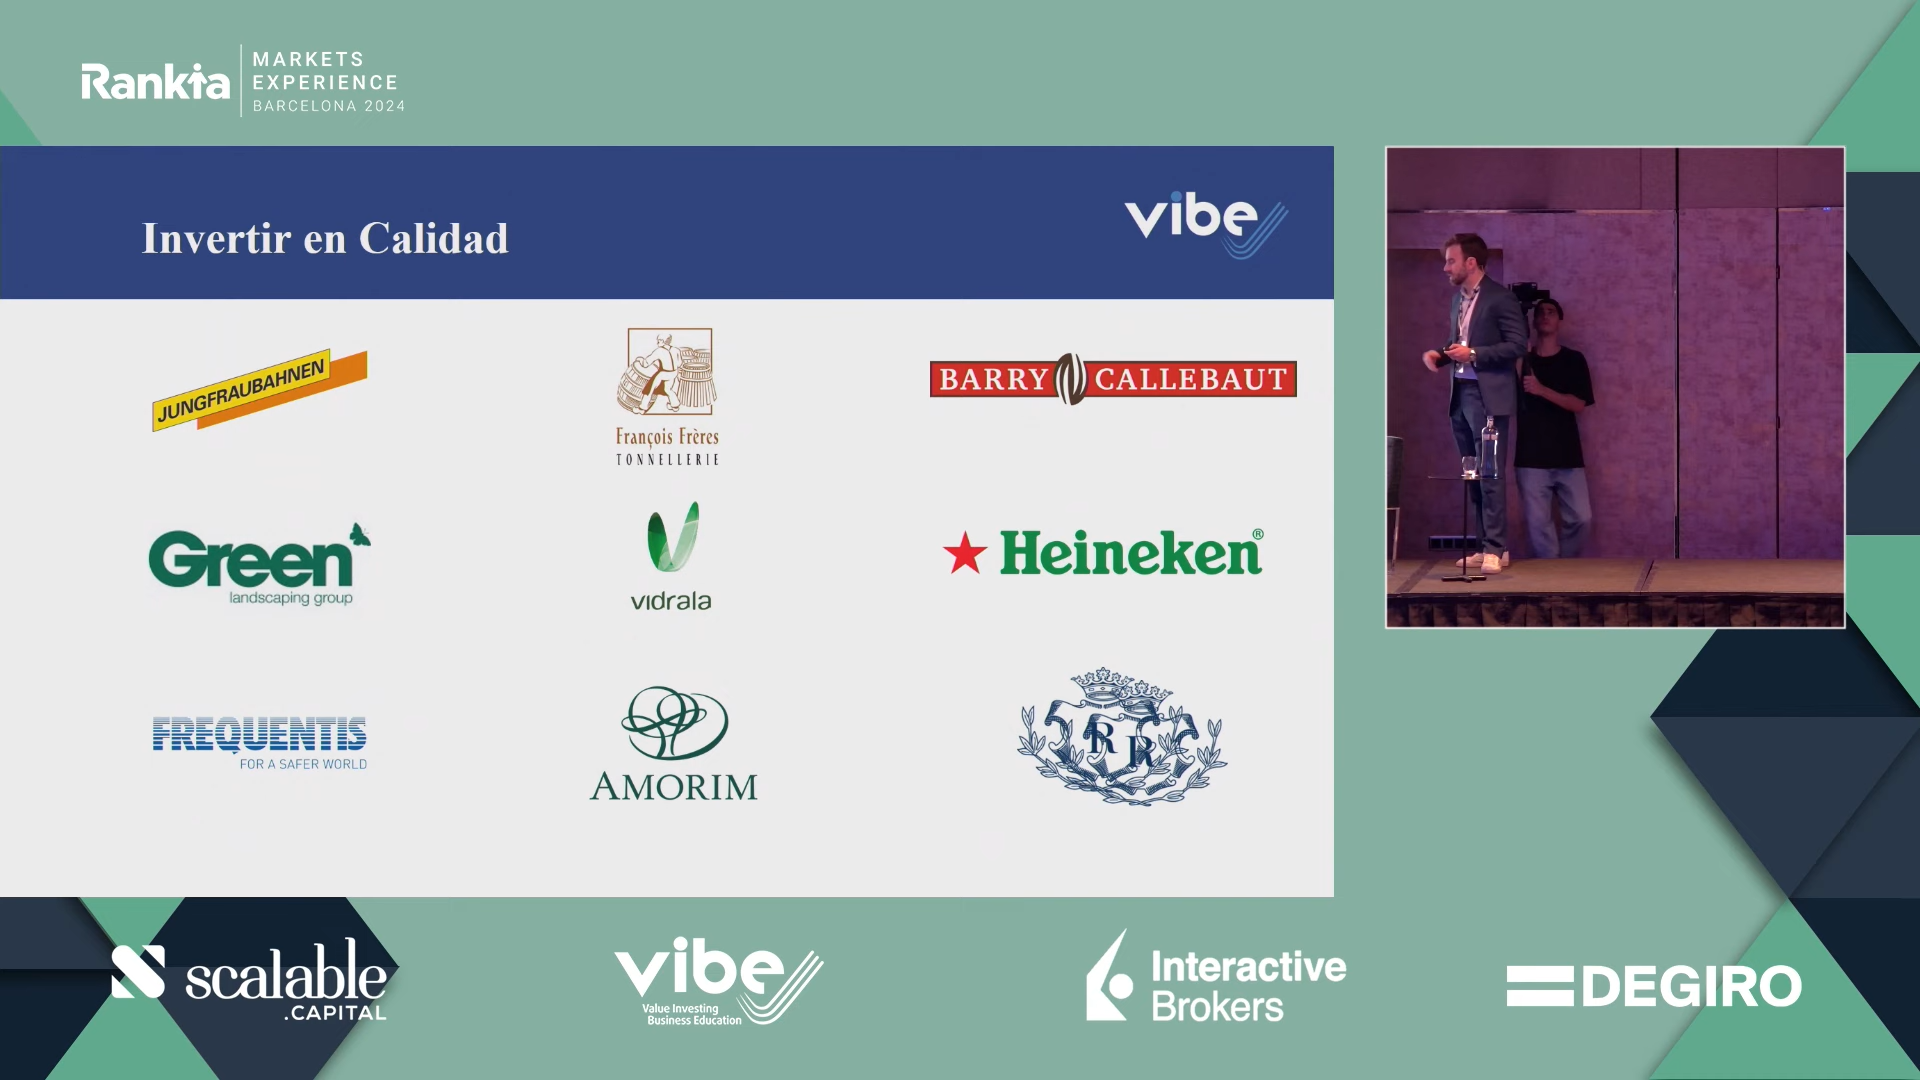 Rankia
MARKETS
EXPERIENCE
BARCELONA 2024
Invertir en Calidad
vibe
JUNGFRAUBAHNEN
François Frères
TONNELLERIE
BARRY CALLEBAUT
Green
landscaping group
vidrala
Heineken®
FREQUENTIS
FOR A SAFER WORLD
AMORIM
R R
scalable
.CAPITAL
vibe
Value Investing
Business Education
Interactive
Brokers
DEGIRO